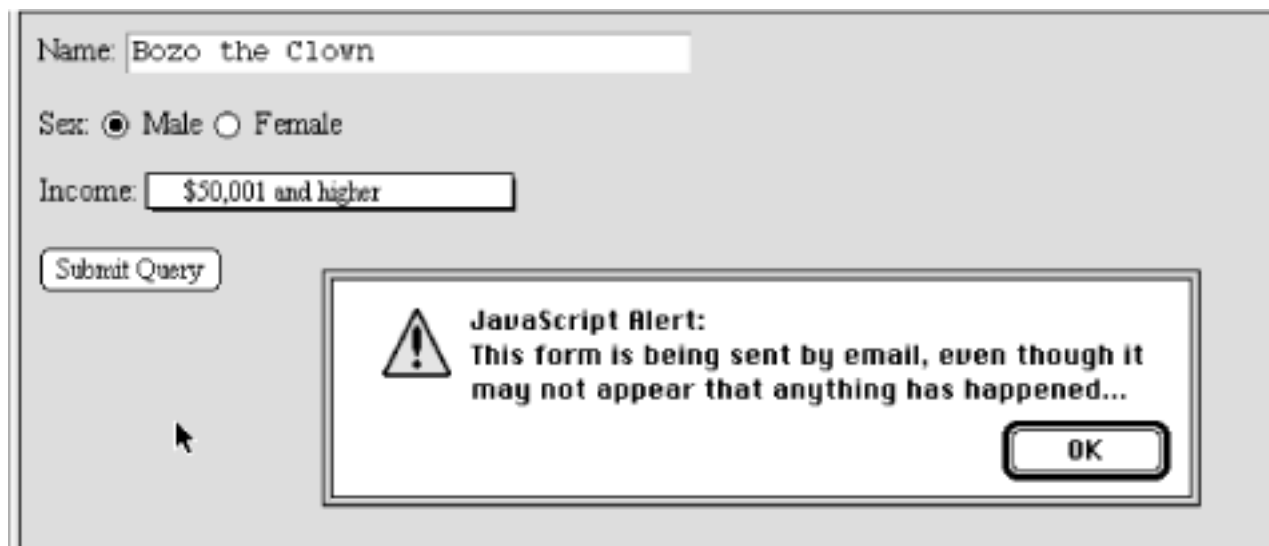 Name: Bozo the Clown
Sex: Male Female
Income: $50,001 and higher
Submit Query
JavaScript Alert:
This form is being sent by email, even though it
may not appear that anything has happened...
OK